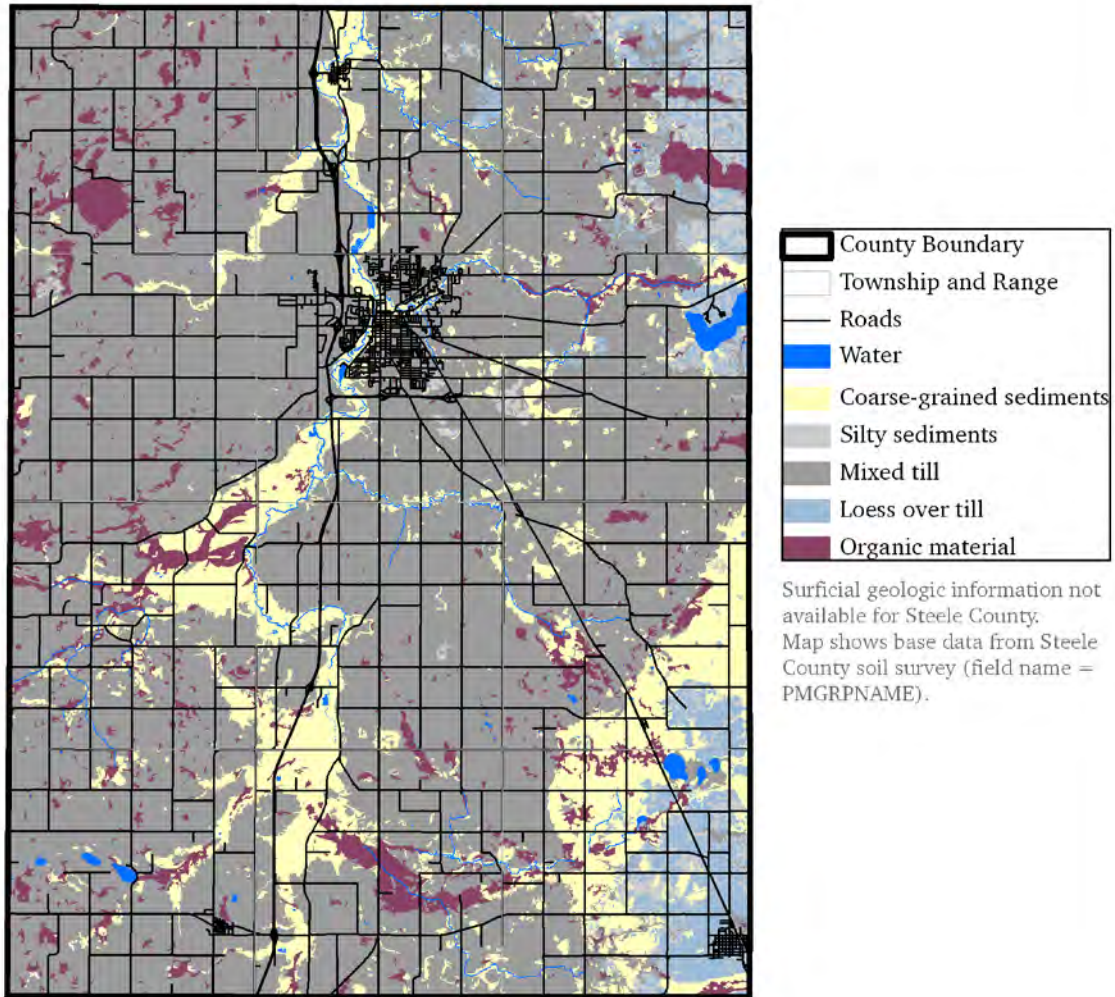 County Boundary
Township and Range
Roads
Water
Coarse-grained sediments
Silty sediments
Mixed till
Loess over till
Organic material
Surficial geologic information not
available for Steele County.
Map shows base data from Steele
County soil survey (field name =
PMGRPNAME).